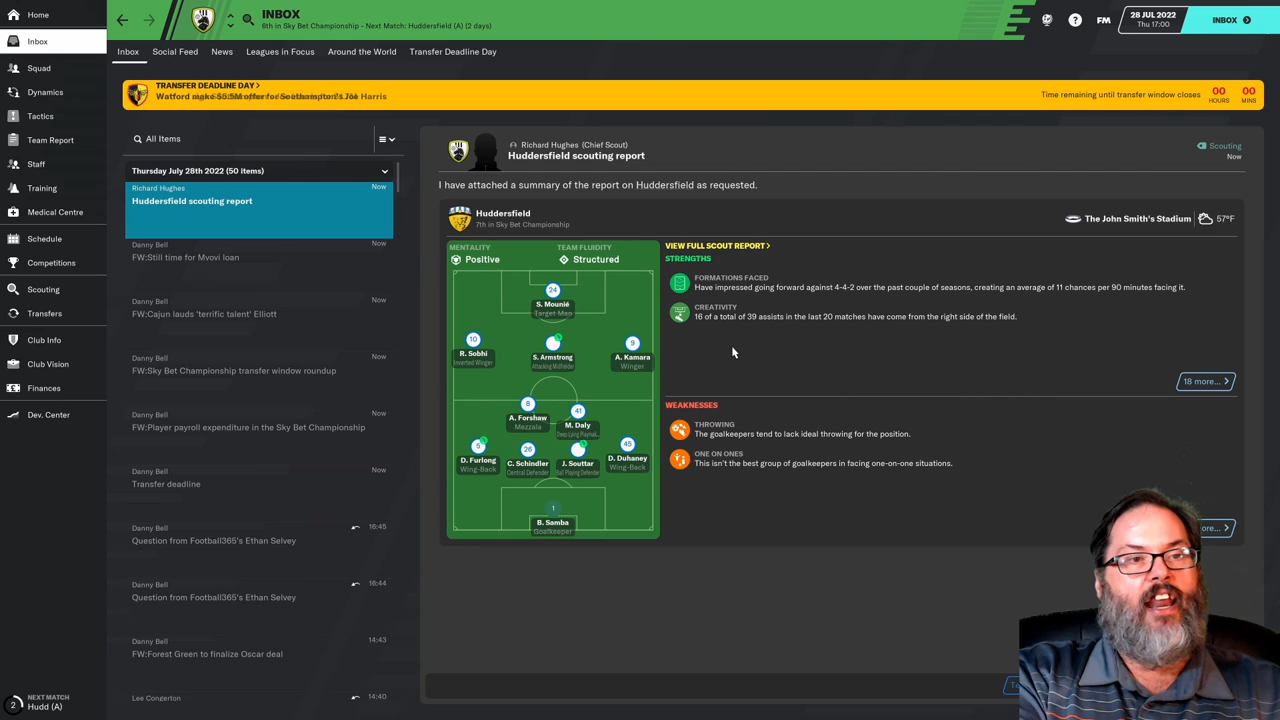 Home
Inbox
Squad
Dynamics
Tactics
Team Report
Staff
Training
Medical Centre
Schedule
Competitions
Scouting
Transfers
Club Info
Club Vision
Finances
Dev. Center
2
NEXT MATCH
Hudd (A)
INBOX
6th in Sky Bet Championship - Next Match: Huddersfield (A) (2 days)
?
FM
28 JUL 2022
Thu 17:00
INBOX
Inbox
Social Feed
News
Leagues in Focus
Around the World
Transfer Deadline Day
TRANSFER DEADLINE DAY >
Watford make offer for Southampton's Joe Harris
Time remaining until transfer window closes
00
HOURS
00
MINS
All Items
Thursday July 28th 2022 (50 items)
Richard Hughes
Now
Huddersfield scouting report
Danny Bell
Now
FW:Still time for Mvovi loan
Danny Bell
Now
FW:Cajun lauds 'terrific talent' Elliott
Danny Bell
Now
FW:Sky Bet Championship transfer window roundup
Danny Bell
Now
FW:Player payroll expenditure in the Sky Bet Championship
Danny Bell
Now
Transfer deadline
Danny Bell
16:45
Question from Football365's Ethan Selvey
Danny Bell
16:44
Question from Football365's Ethan Selvey
Danny Bell
14:43
FW:Forest Green to finalize Oscar deal
Lee Congerton
14:40
Richard Hughes (Chief Scout)
Huddersfield scouting report
Scouting
Now
I have attached a summary of the report on Huddersfield as requested.
Huddersfield
7th in Sky Bet Championship
The John Smith's Stadium
57°F
MENTALITY
Positive
TEAM FLUIDITY
Structured
24
S. Mounié
Target Man
10
R. Sobhi
Inverted Winger
S. Armstrong
Attacking Midfielder
9
A. Kamara
Winger
8
A. Forshaw
Mezzala
41
M. Daly
Deep Lying Playmak..
5
D. Furlong
Wing-Back
26
C. Schindler
Central Defender
J. Souttar
Ball Playing Defender
45
D. Duhaney
Wing-Back
1
B. Samba
Goalkeeper
VIEW FULL SCOUT REPORT >
STRENGTHS
FORMATIONS FACED
Have impressed going forward against 4-4-2 over the past couple of seasons, creating an average of 11 chances per 90 minutes facing it.
CREATIVITY
16 of a total of 39 assists in the last 20 matches have come from the right side of the field.
18 more... >
WEAKNESSES
THROWING
The goalkeepers tend to lack ideal throwing for the position.
ONE ON ONES
This isn't the best group of goalkeepers in facing one-on-one situations.